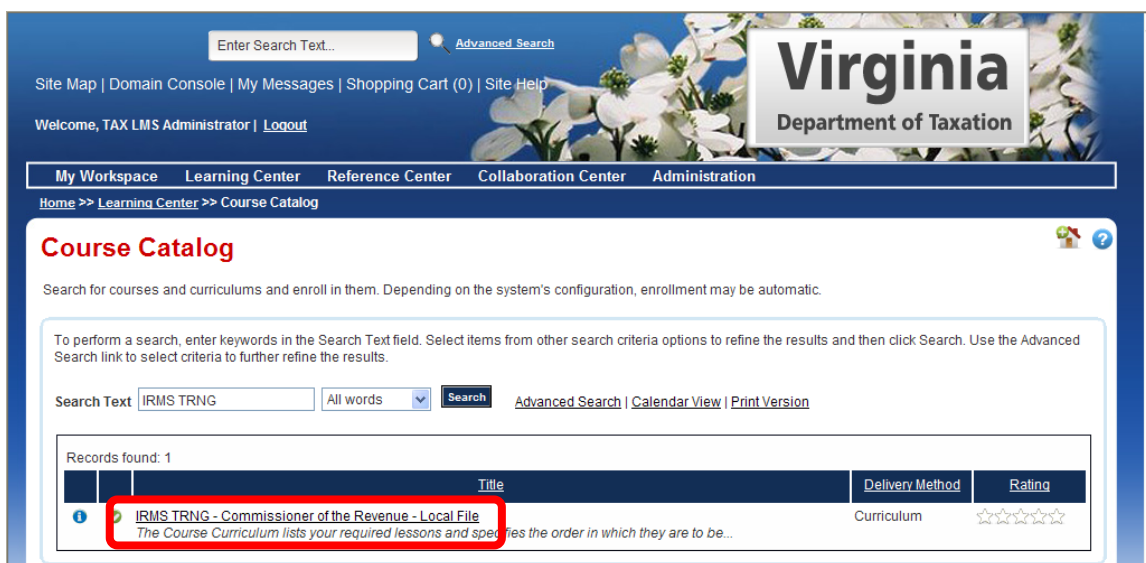 Enter Search Text...
Advanced Search
Site Map | Domain Console | My Messages | Shopping Cart (0) | Site Help
Welcome, TAX LMS Administrator | Logout
Virginia
Department of Taxation
My Workspace Learning Center Reference Center Collaboration Center Administration
Home >> Learning Center >> Course Catalog
Course Catalog
Search for courses and curriculums and enroll in them. Depending on the system's configuration, enrollment may be automatic.
To perform a search, enter keywords in the Search Text field. Select items from other search criteria options to refine the results and then click Search. Use the Advanced
Search link to select criteria to further refine the results.
Search Text IRMS TRNG All words Search Advanced Search | Calendar View | Print Version
Records found: 1
Title Delivery Method Rating
IRMS TRNG - Commissioner of the Revenue - Local File Curriculum
The Course Curriculum lists your required lessons and specifies the order in which they are to be...